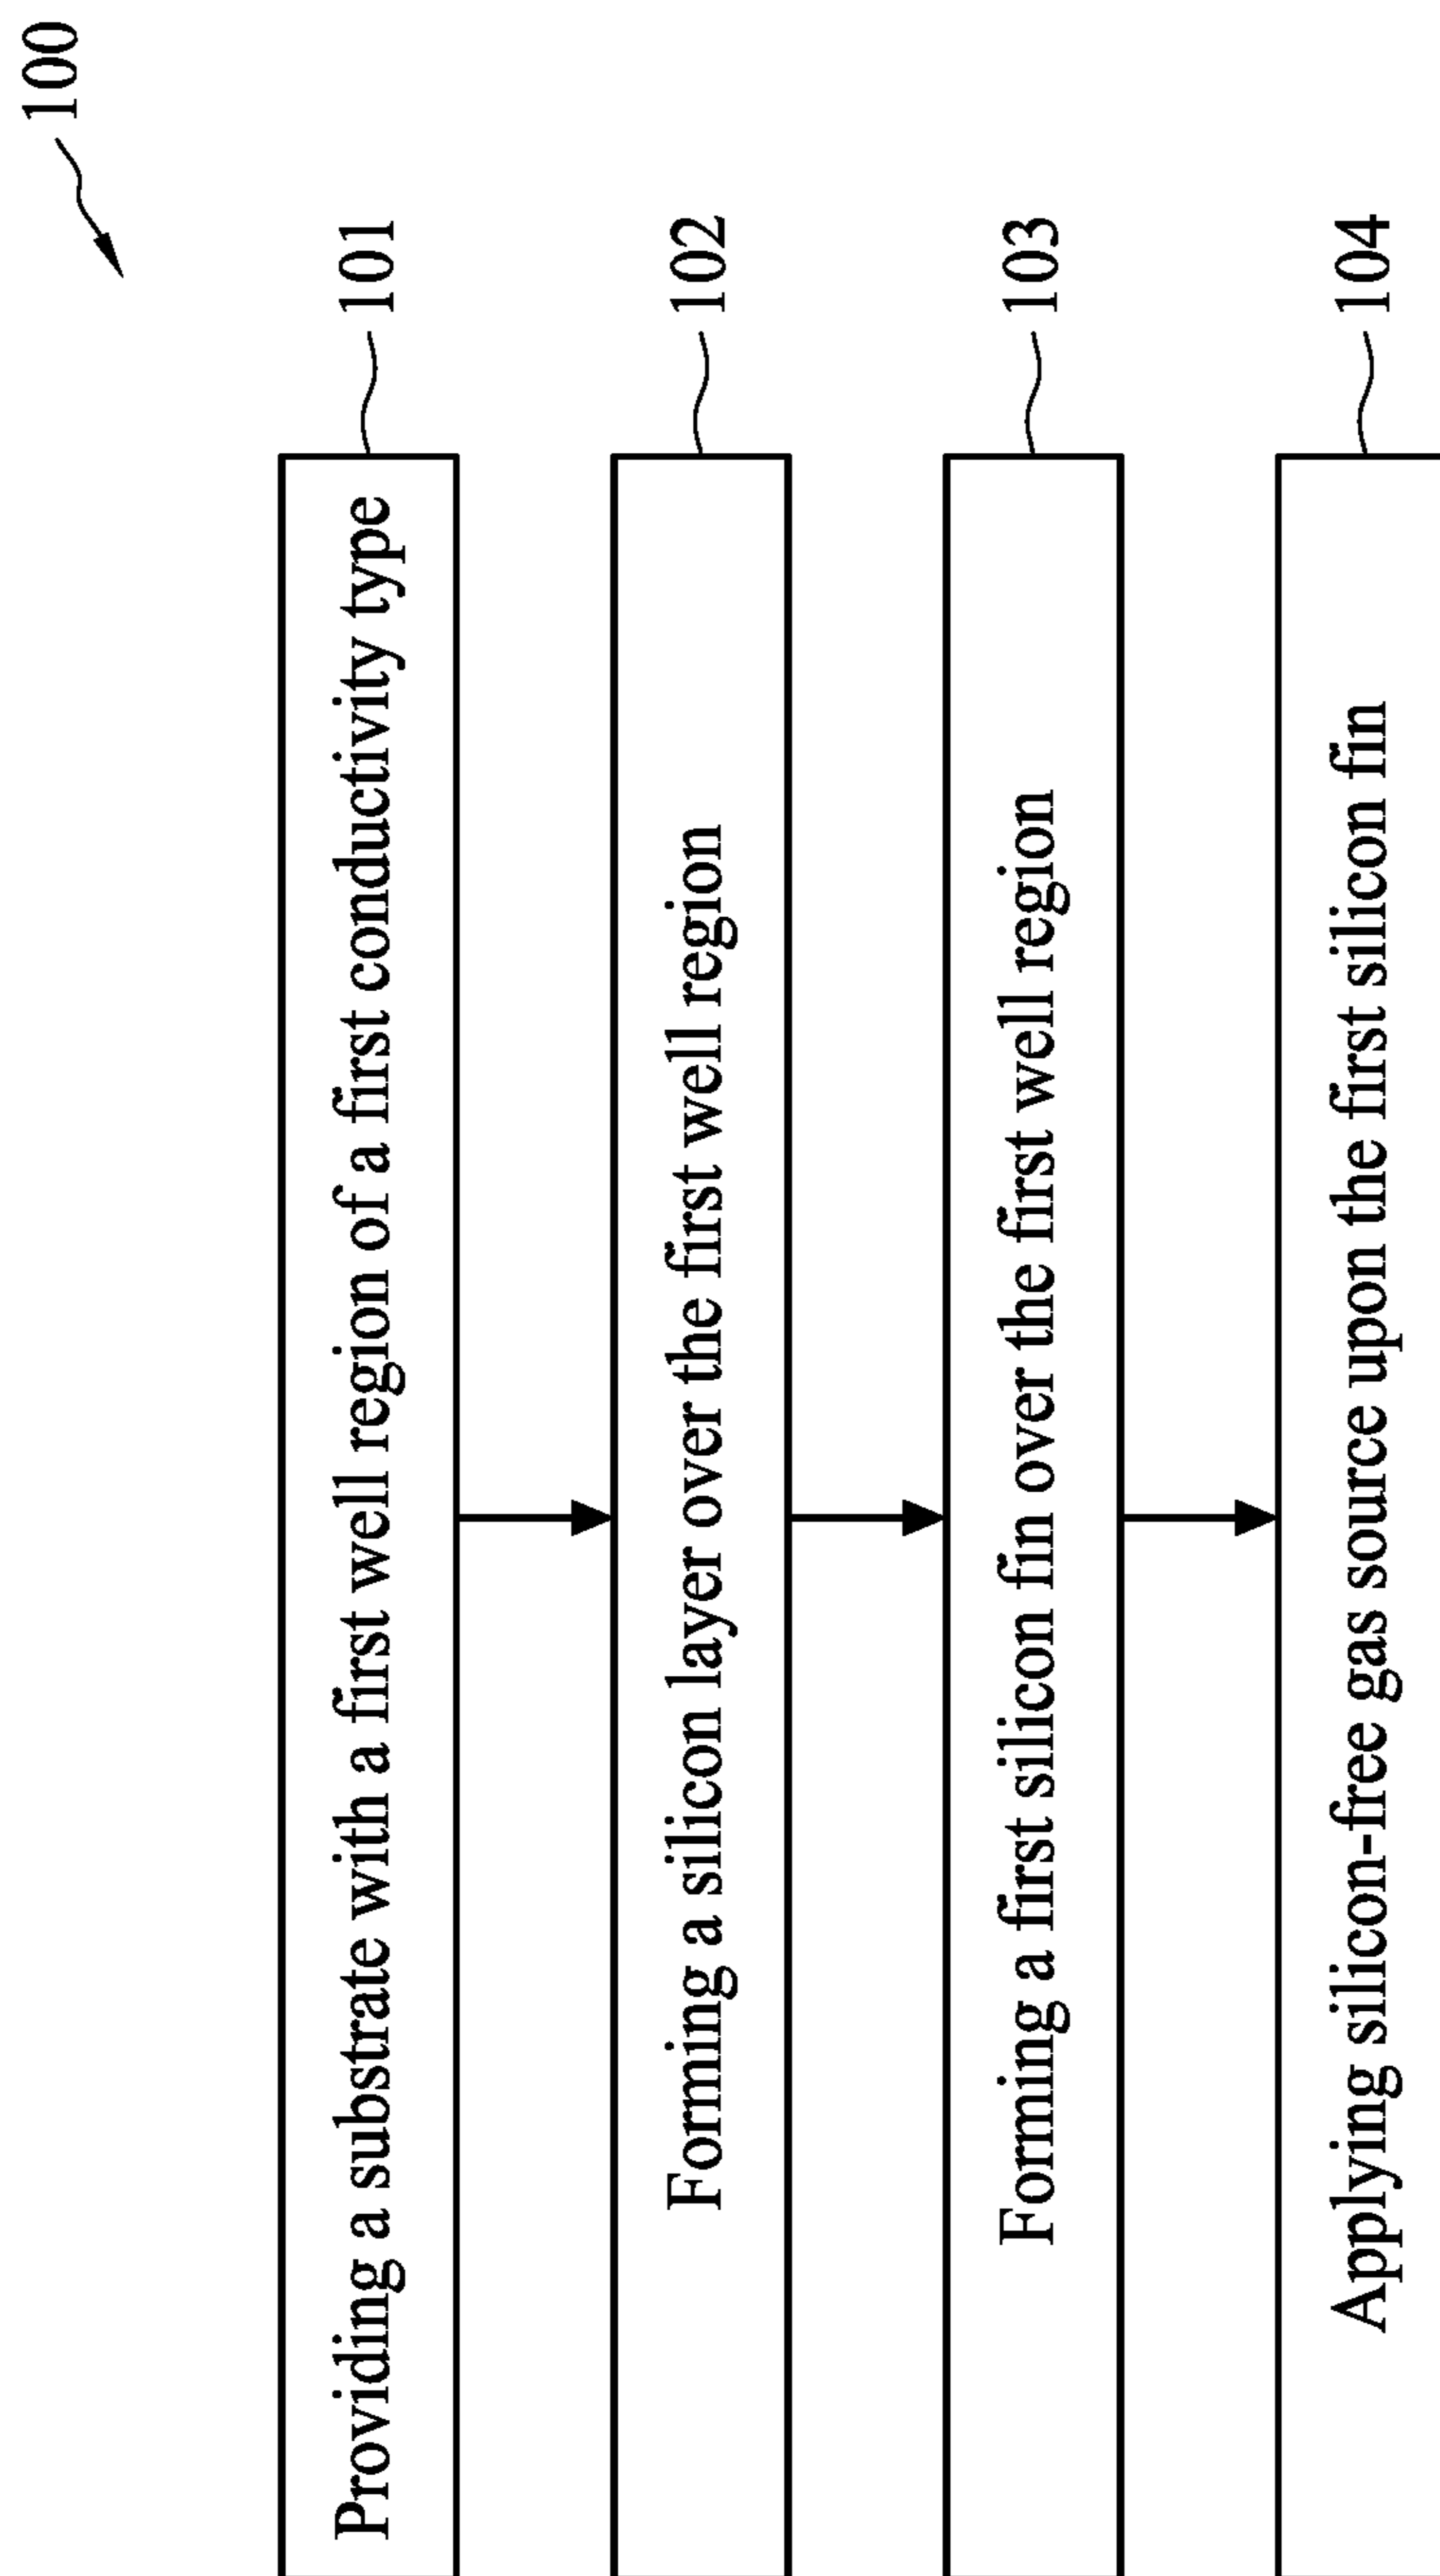 100
Providing a substrate with a first well region of a first conductivity type
101
Forming a silicon layer over the first well region
102
Forming a first silicon fin over the first well region
103
Applying silicon-free gas source upon the first silicon fin
104